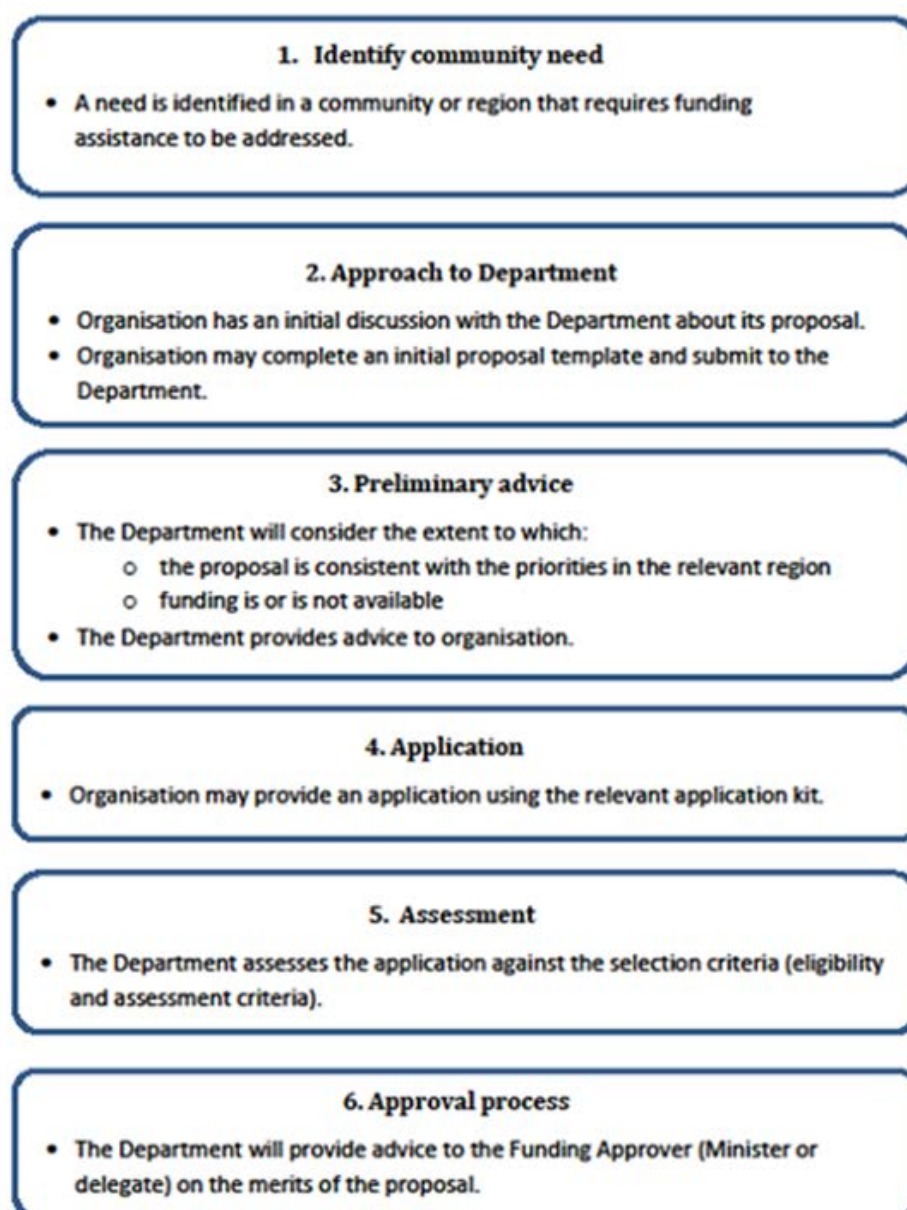 1. Identify community need
• A need is identified in a community or region that requires funding
assistance to be addressed.
2. Approach to Department
• Organisation has an initial discussion with the Department about its proposal.
• Organisation may complete an initial proposal template and submit to the
Department.
3. Preliminary advice
• The Department will consider the extent to which:
o the proposal is consistent with the priorities in the relevant region
o funding is or is not available
• The Department provides advice to organisation.
4. Application
• Organisation may provide an application using the relevant application kit.
5. Assessment
• The Department assesses the application against the selection criteria (eligibility
and assessment criteria).
6. Approval process
• The Department will provide advice to the Funding Approver (Minister or
delegate) on the merits of the proposal.